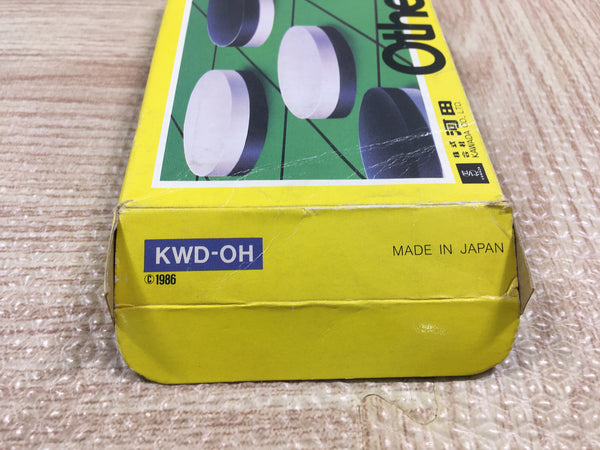 Othe
株式
会社
河田
KAWADA CO., LTD.
KWD-OH
© 1986
MADE IN JAPAN